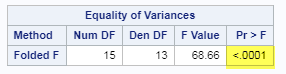 Equality of Variances
Method Num DF Den DF F Value Pr > F
Folded F 15 13 68.66 <.0001